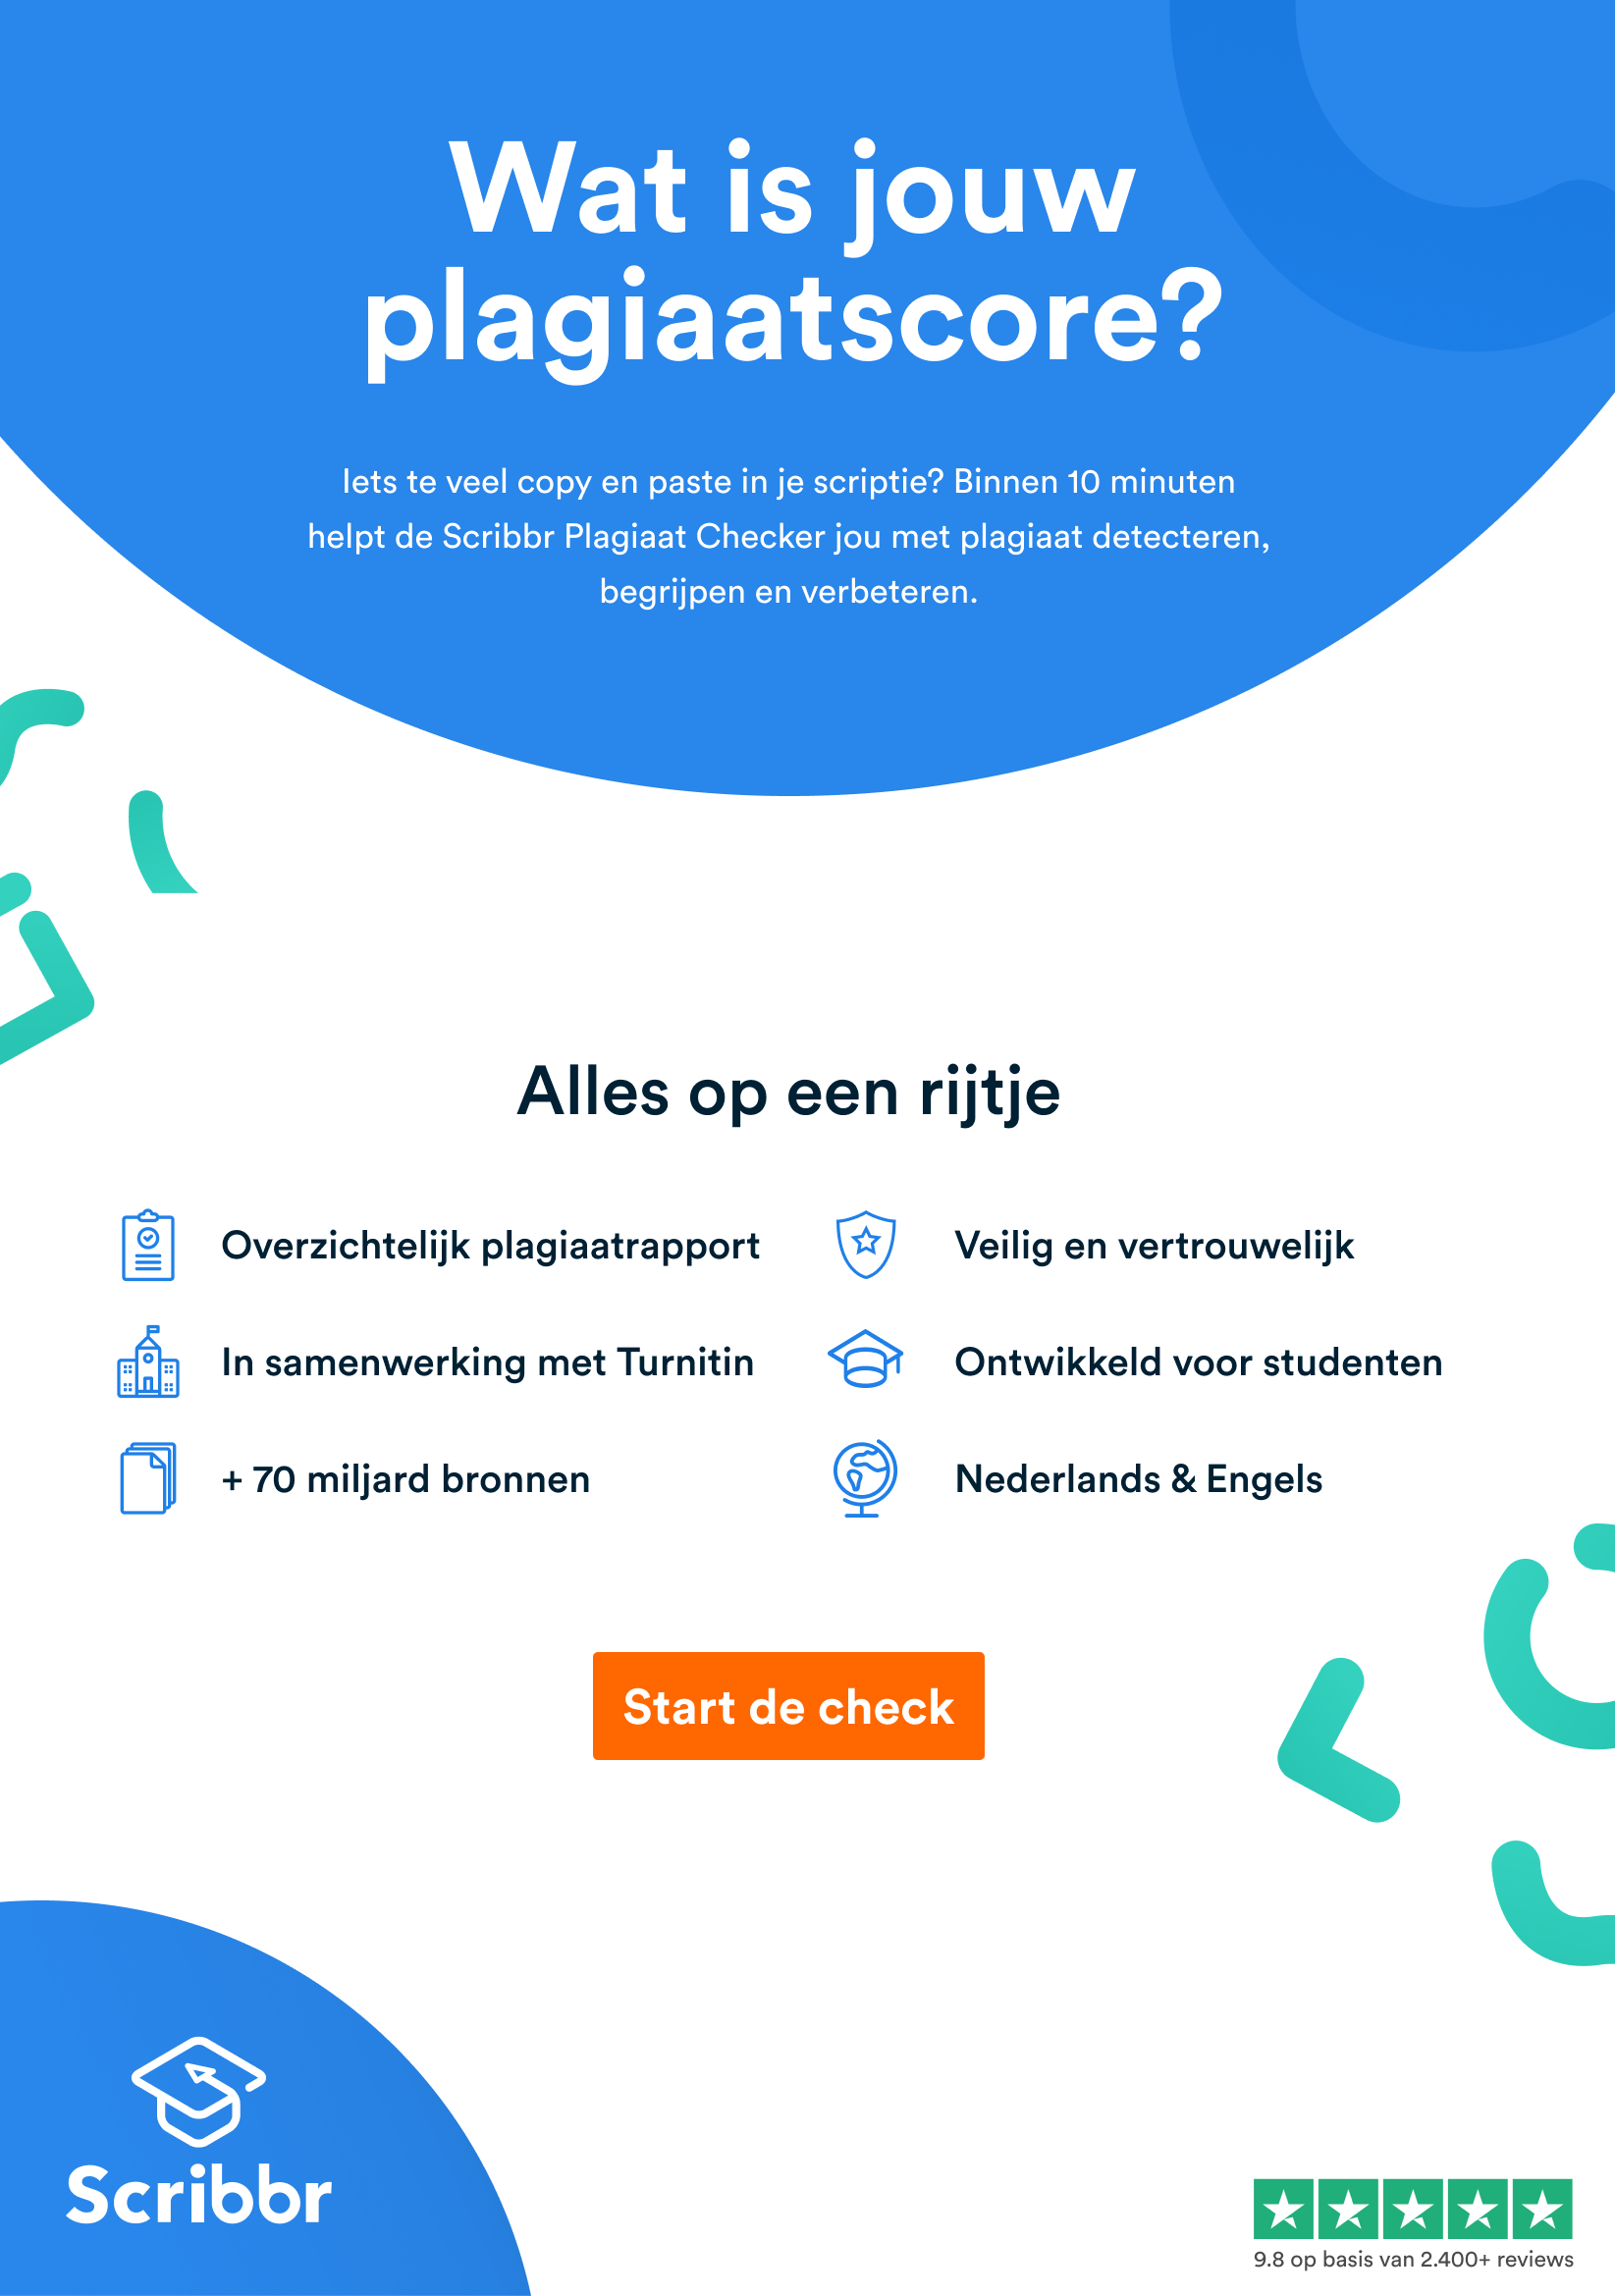 Wat is jouw
plagiaatscore?
Iets te veel copy en paste in je scriptie? Binnen 10 minuten
helpt de Scribbr Plagiaat Checker jou met plagiaat detecteren,
begrijpen en verbeteren.
Alles op een rijtje
Overzichtelijk plagiaatrapport
Veilig en vertrouwelijk
In samenwerking met Turnitin
Ontwikkeld voor studenten
+ 70 miljard bronnen
Nederlands & Engels
Start de check
Scribbr
9.8 op basis van 2.400+ reviews